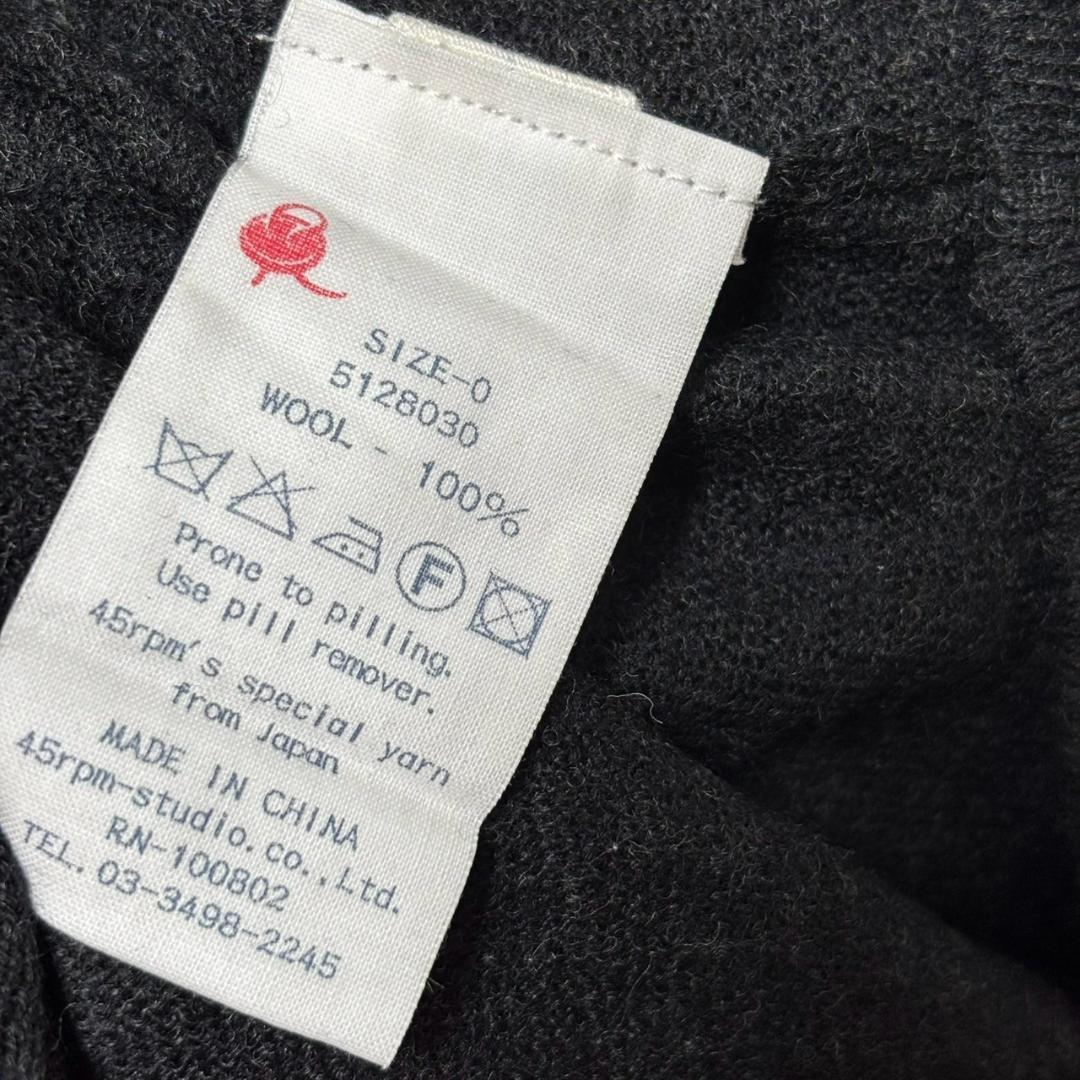 SIZE-0
5128030
WOOL - 100%
F
Prone to pilling.
Use pill remover.
45rpm's special yarn
from Japan
MADE IN CHINA
45rpm-studio.co.,Ltd.
RN-100802
TEL.03-3498-2245